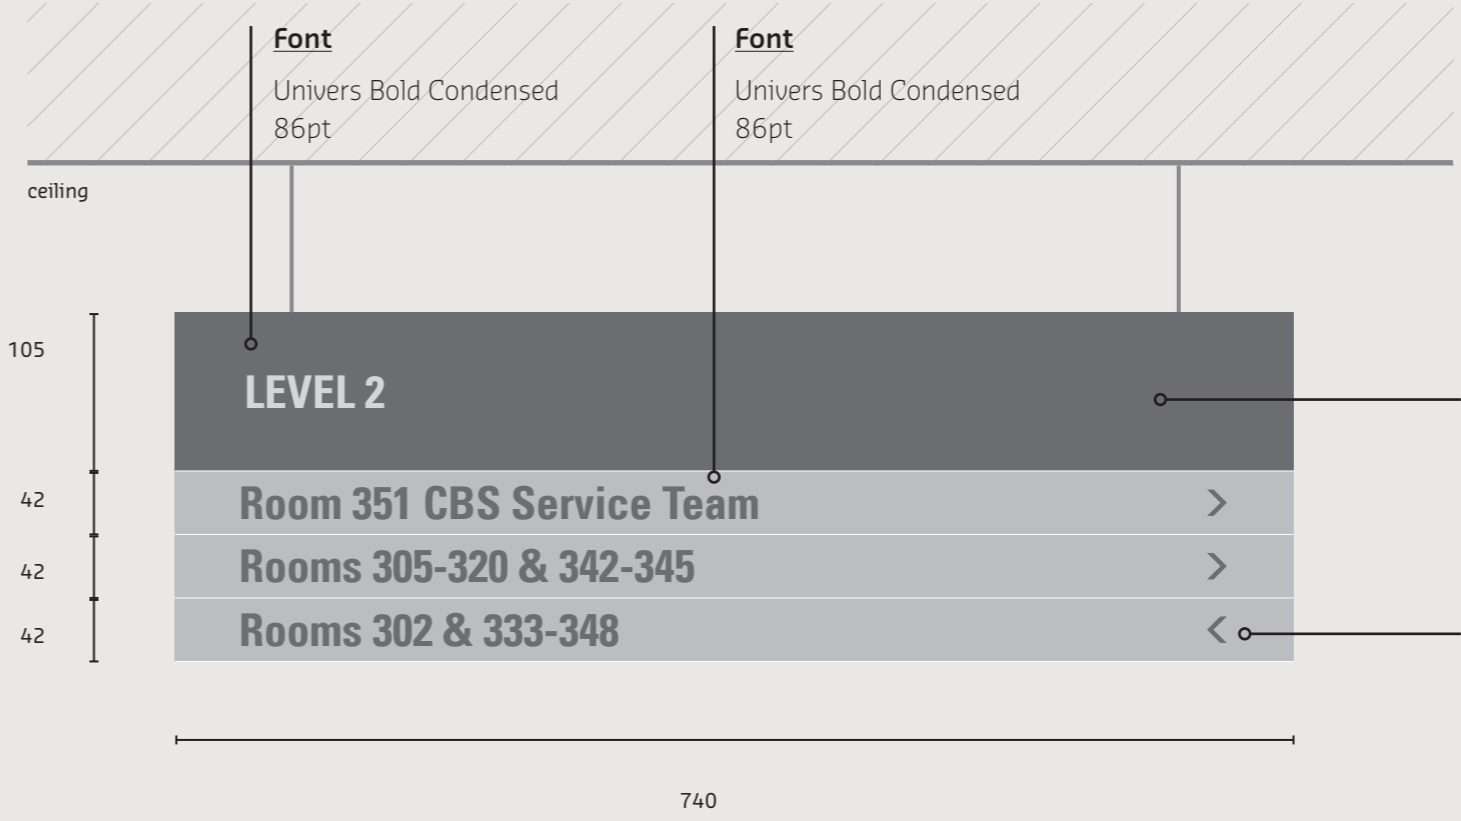 Font
Univers Bold Condensed
86pt
Font
Univers Bold Condensed
86pt
ceiling
105
LEVEL 2
42
Room 351 CBS Service Team >
42
Rooms 305-320 & 342-345 >
42
Rooms 302 & 333-348 <
740